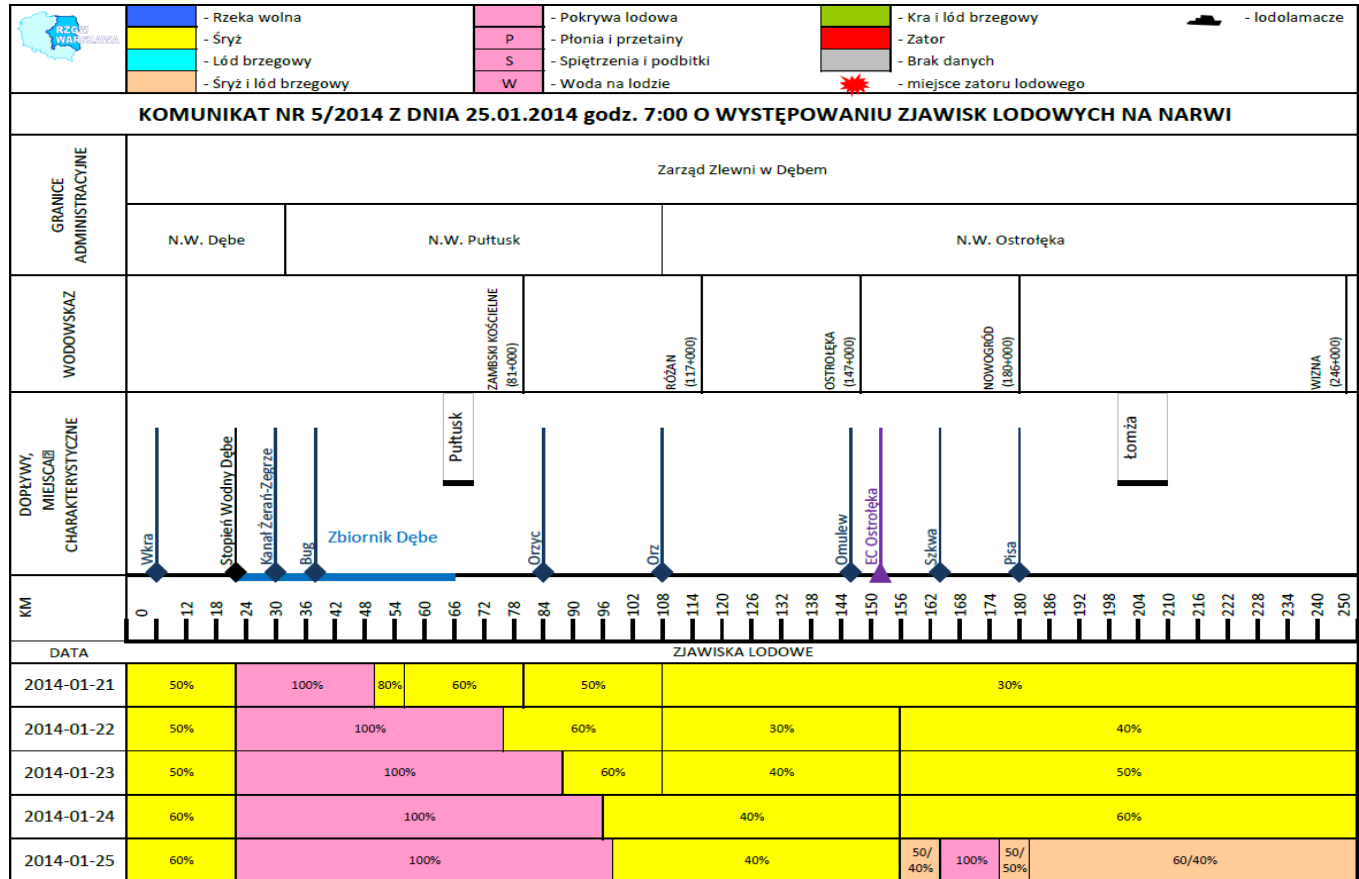 RZGW
WARSZAWA
- Rzeka wolna
- Śryż
- Lód brzegowy
- Śryż i lód brzegowy
- Pokrywa lodowa
P - Płonia i przetainy
S - Spiętrzenia i podbitki
W - Woda na lodzie
- Kra i lód brzegowy
- Zator
- Brak danych
- miejsce zatoru lodowego
- lodolamacze
KOMUNIKAT NR 5/2014 Z DNIA 25.01.2014 godz. 7:00 O WYSTĘPOWANIU ZJAWISK LODOWYCH NA NARWI
GRANICE
ADMINISTRACYJNE
Zarząd Zlewni w Dębem
N.W. Dębe
N.W. Pułtusk
N.W. Ostrołęka
WODOWSKAZ
ZAMBSKI KOŚCIELNE
(81+000)
RÓŻAN
(117+000)
OSTROŁĘKA
(147+000)
NOWOGRÓD
(180+000)
WIZNA
(246+000)
DOPŁYWY,
MIEJSCA
CHARAKTERYSTYCZNE
Wkra
Stopień Wodny Dębe
Kanał Żerań-Zegrze
Bug
Zbiornik Dębe
Pułtusk
Orzyc
Orz
Omulew
EC Ostrołęka
Szkwa
Pisa
Łomża
KM
0 12 18 24 30 36 42 48 54 60 66 72 78 84 90 96 102 108 114 120 126 132 138 144 150 156 162 168 174 180 186 192 198 204 210 216 222 228 234 240 250
DATA ZJAWISKA LODOWE
2014-01-21 50% 100% 80% 60% 50% 30%
2014-01-22 50% 100% 60% 30% 40%
2014-01-23 50% 100% 60% 40% 50%
2014-01-24 60% 100% 40% 60%
2014-01-25 60% 100% 40% 50/40% 100% 50/50% 60/40%